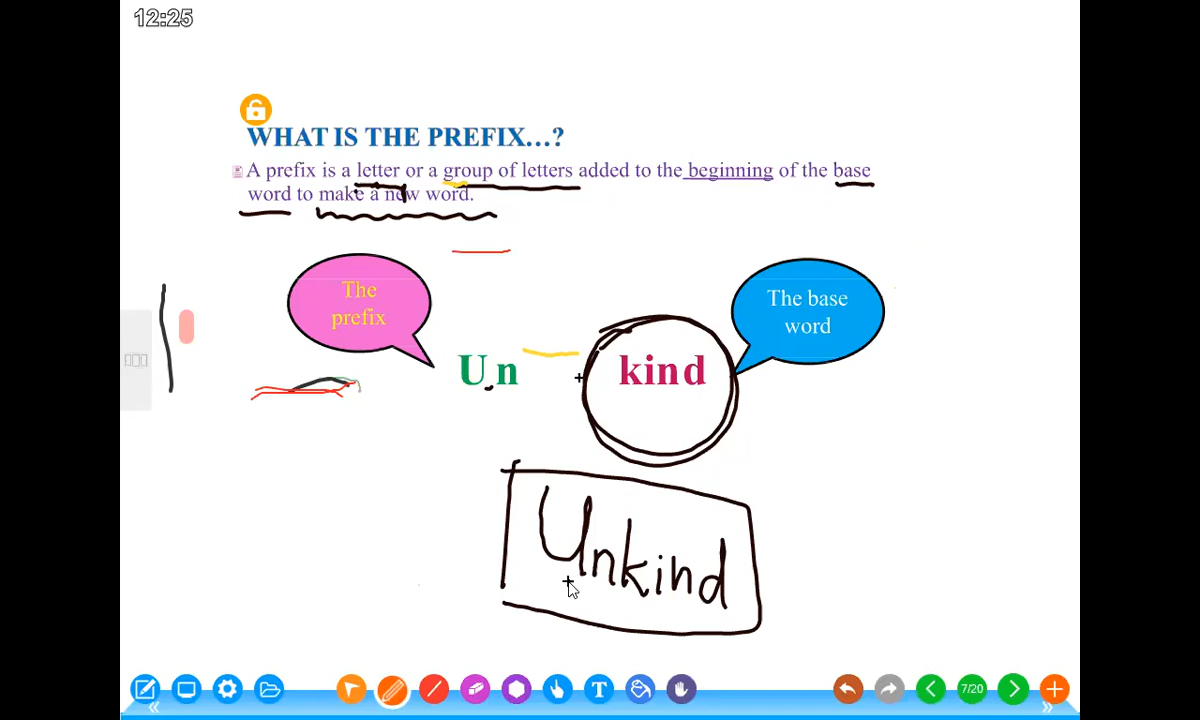 12:25
WHAT IS THE PREFIX...?
A prefix is a letter or a group of letters added to the beginning of the base
word to make a new word.
The
prefix
The base
word
Un + kind
Unkind
7/20